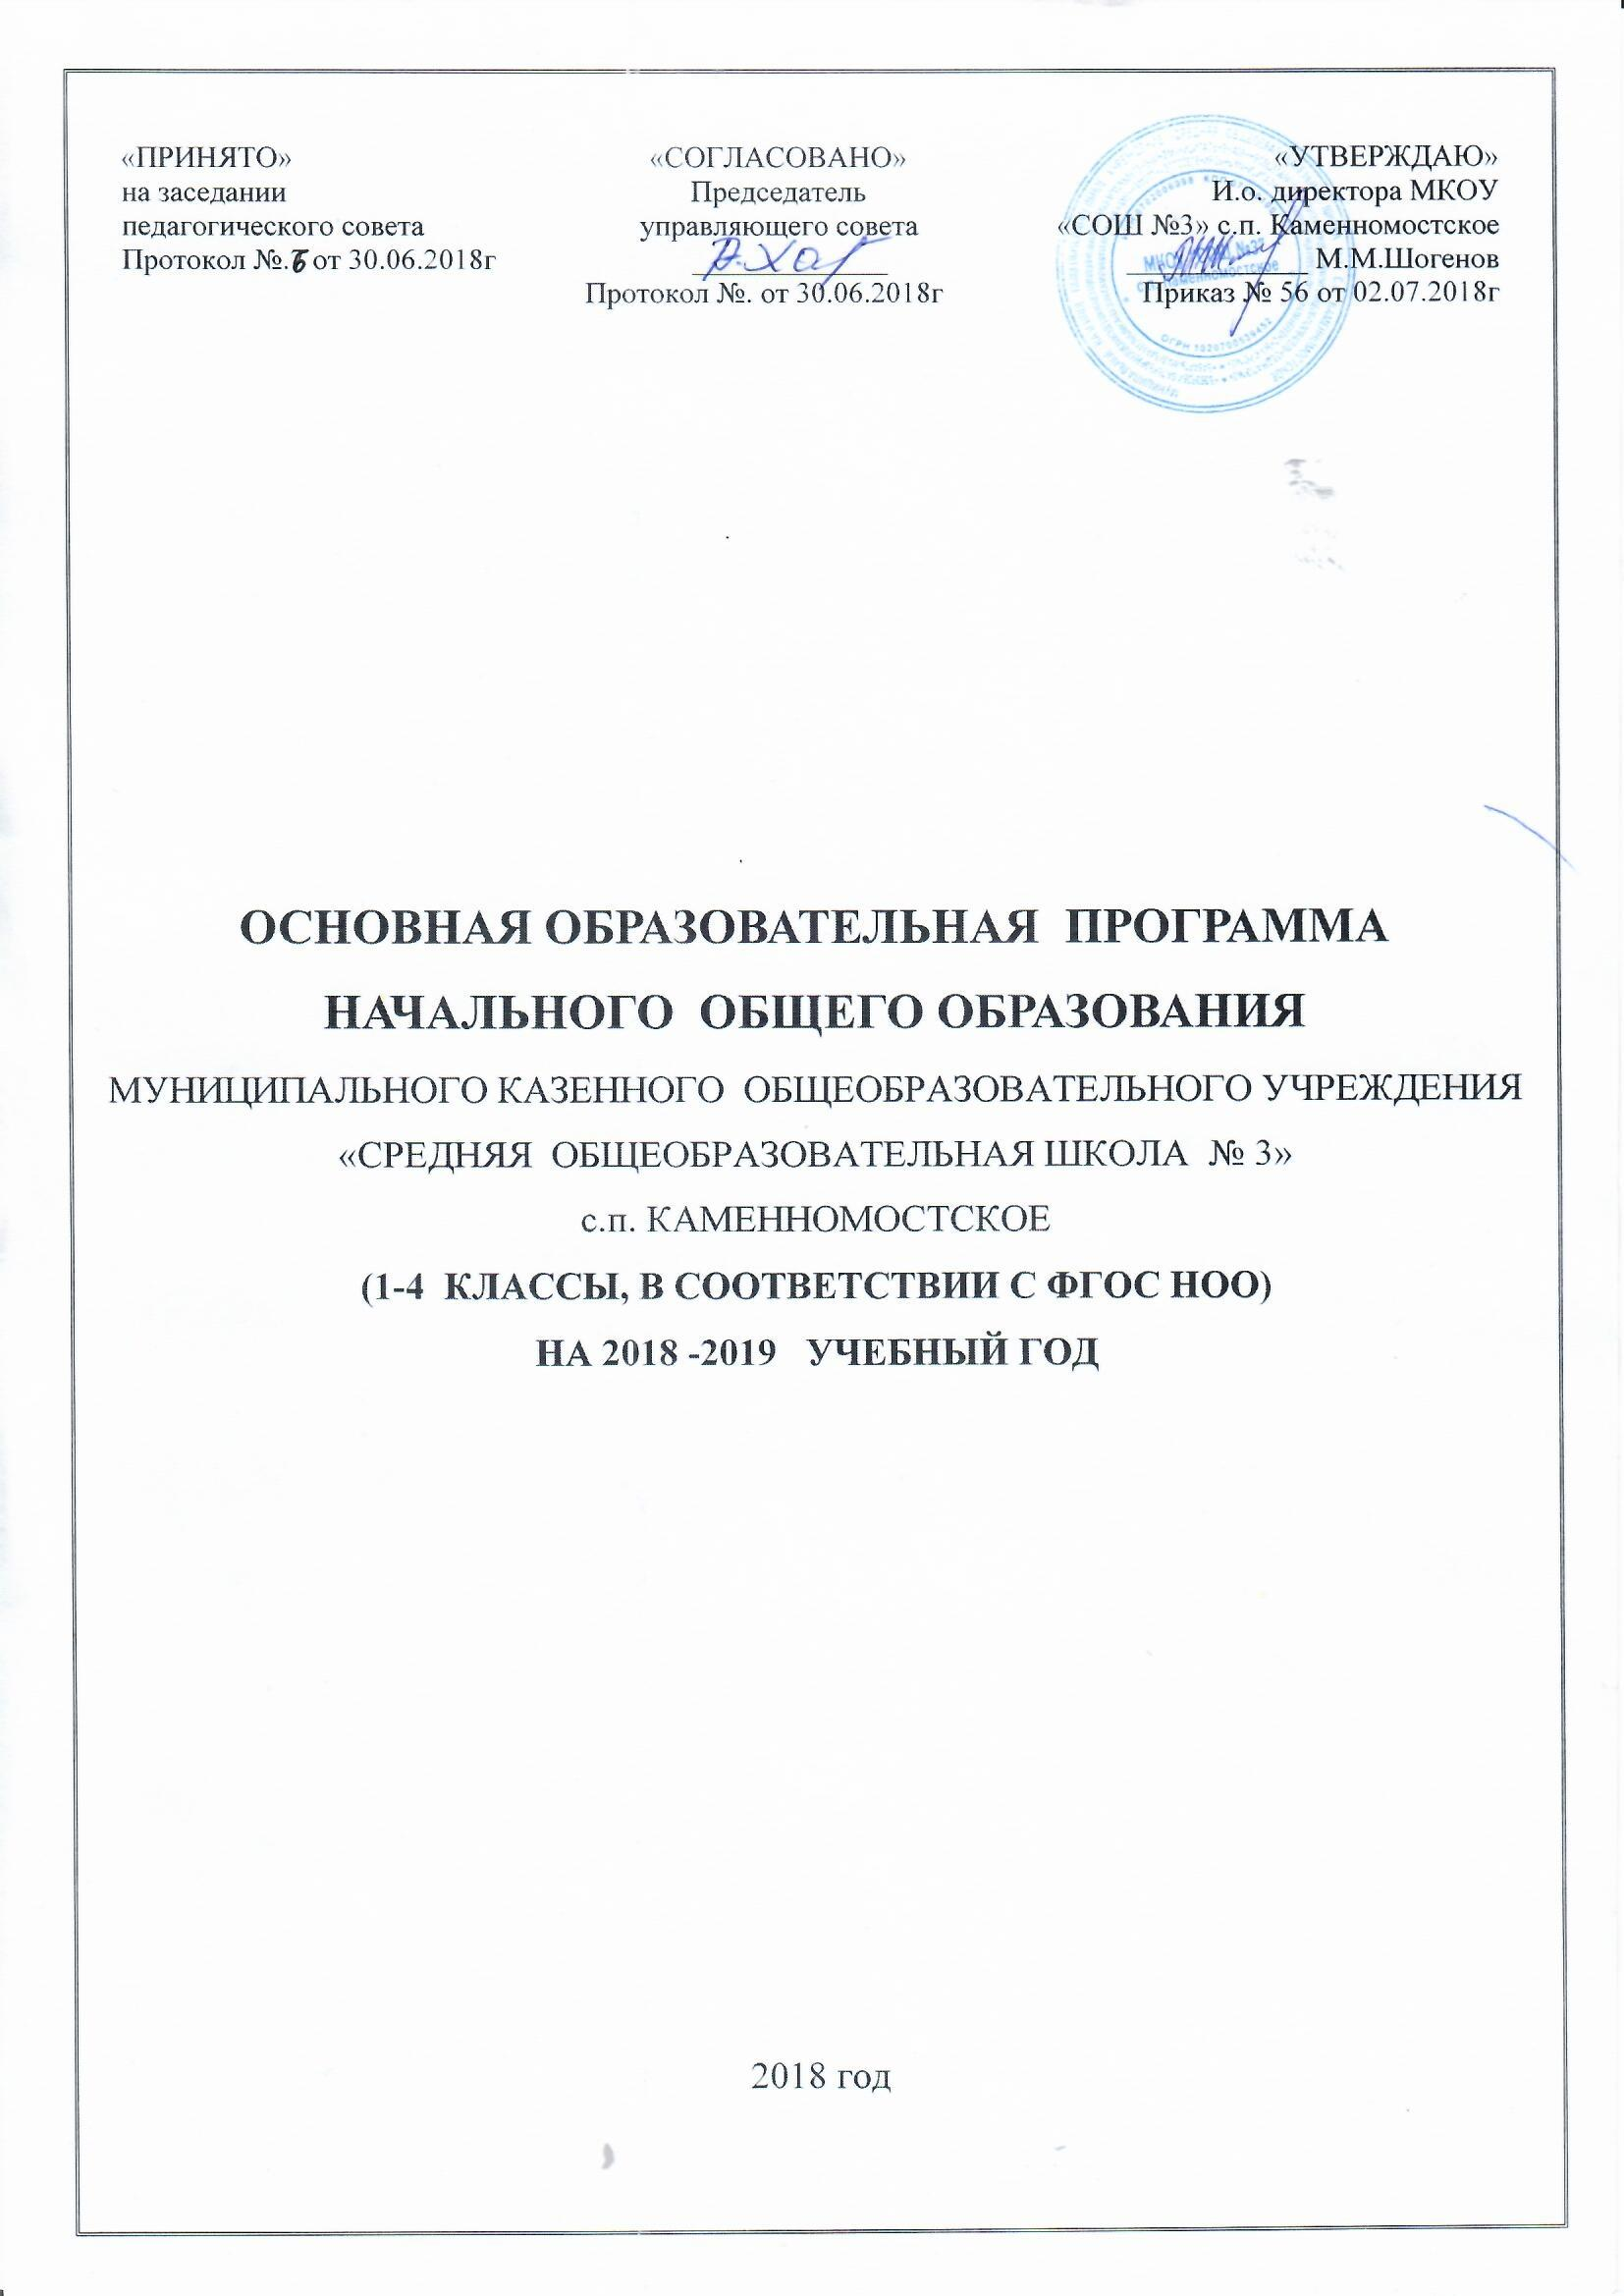 «ПРИНЯТО»
на заседании
педагогического совета
Протокол №.6 от 30.06.2018г
«СОГЛАСОВАНО»
Председатель
управляющего совета
Протокол №. от 30.06.2018г
«УТВЕРЖДАЮ»
И.о. директора МКОУ
«СОШ №3» с.п. Каменномостское
М.М.Шогенов
Приказ № 56 от 02.07.2018г
ОСНОВНАЯ ОБРАЗОВАТЕЛЬНАЯ ПРОГРАММА
НАЧАЛЬНОГО ОБЩЕГО ОБРАЗОВАНИЯ
МУНИЦИПАЛЬНОГО КАЗЕННОГО ОБЩЕОБРАЗОВАТЕЛЬНОГО УЧРЕЖДЕНИЯ
«СРЕДНЯЯ ОБЩЕОБРАЗОВАТЕЛЬНАЯ ШКОЛА № 3»
с.п. КАМЕННОМОСТСКОЕ
(1-4 КЛАССЫ, В СООТВЕТСТВИИ С ФГОС НОО)
НА 2018 -2019 УЧЕБНЫЙ ГОД
2018 год